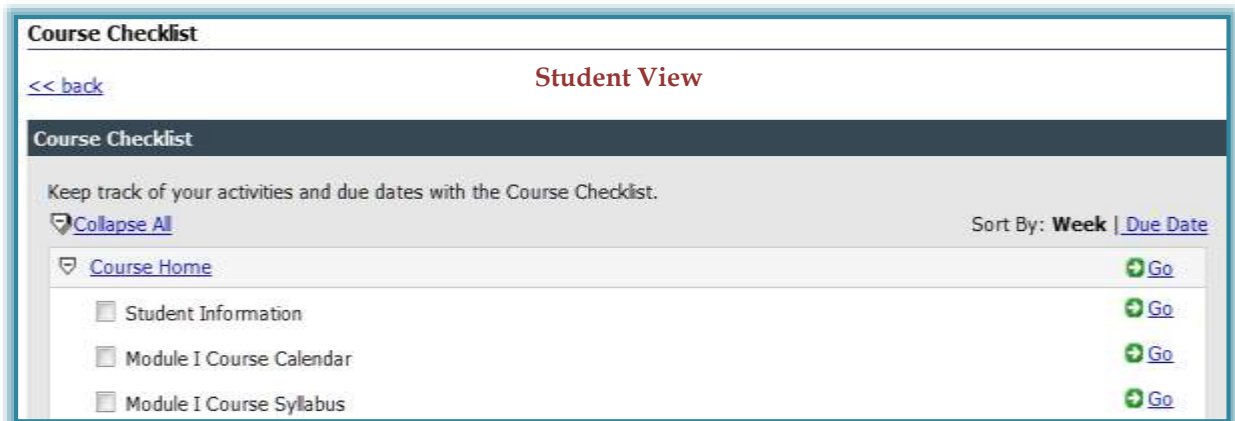 Course Checklist
<< back
Student View
Course Checklist
Keep track of your activities and due dates with the Course Checklist.
Collapse All
Sort By: Week | Due Date
Course Home Go
Student Information Go
Module I Course Calendar Go
Module I Course Syllabus Go